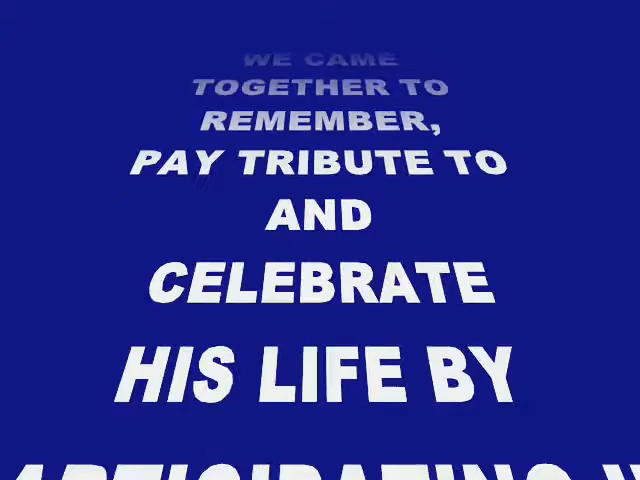 WE CAME
TOGETHER TO
REMEMBER,
PAY TRIBUTE TO
AND
CELEBRATE
HIS LIFE BY